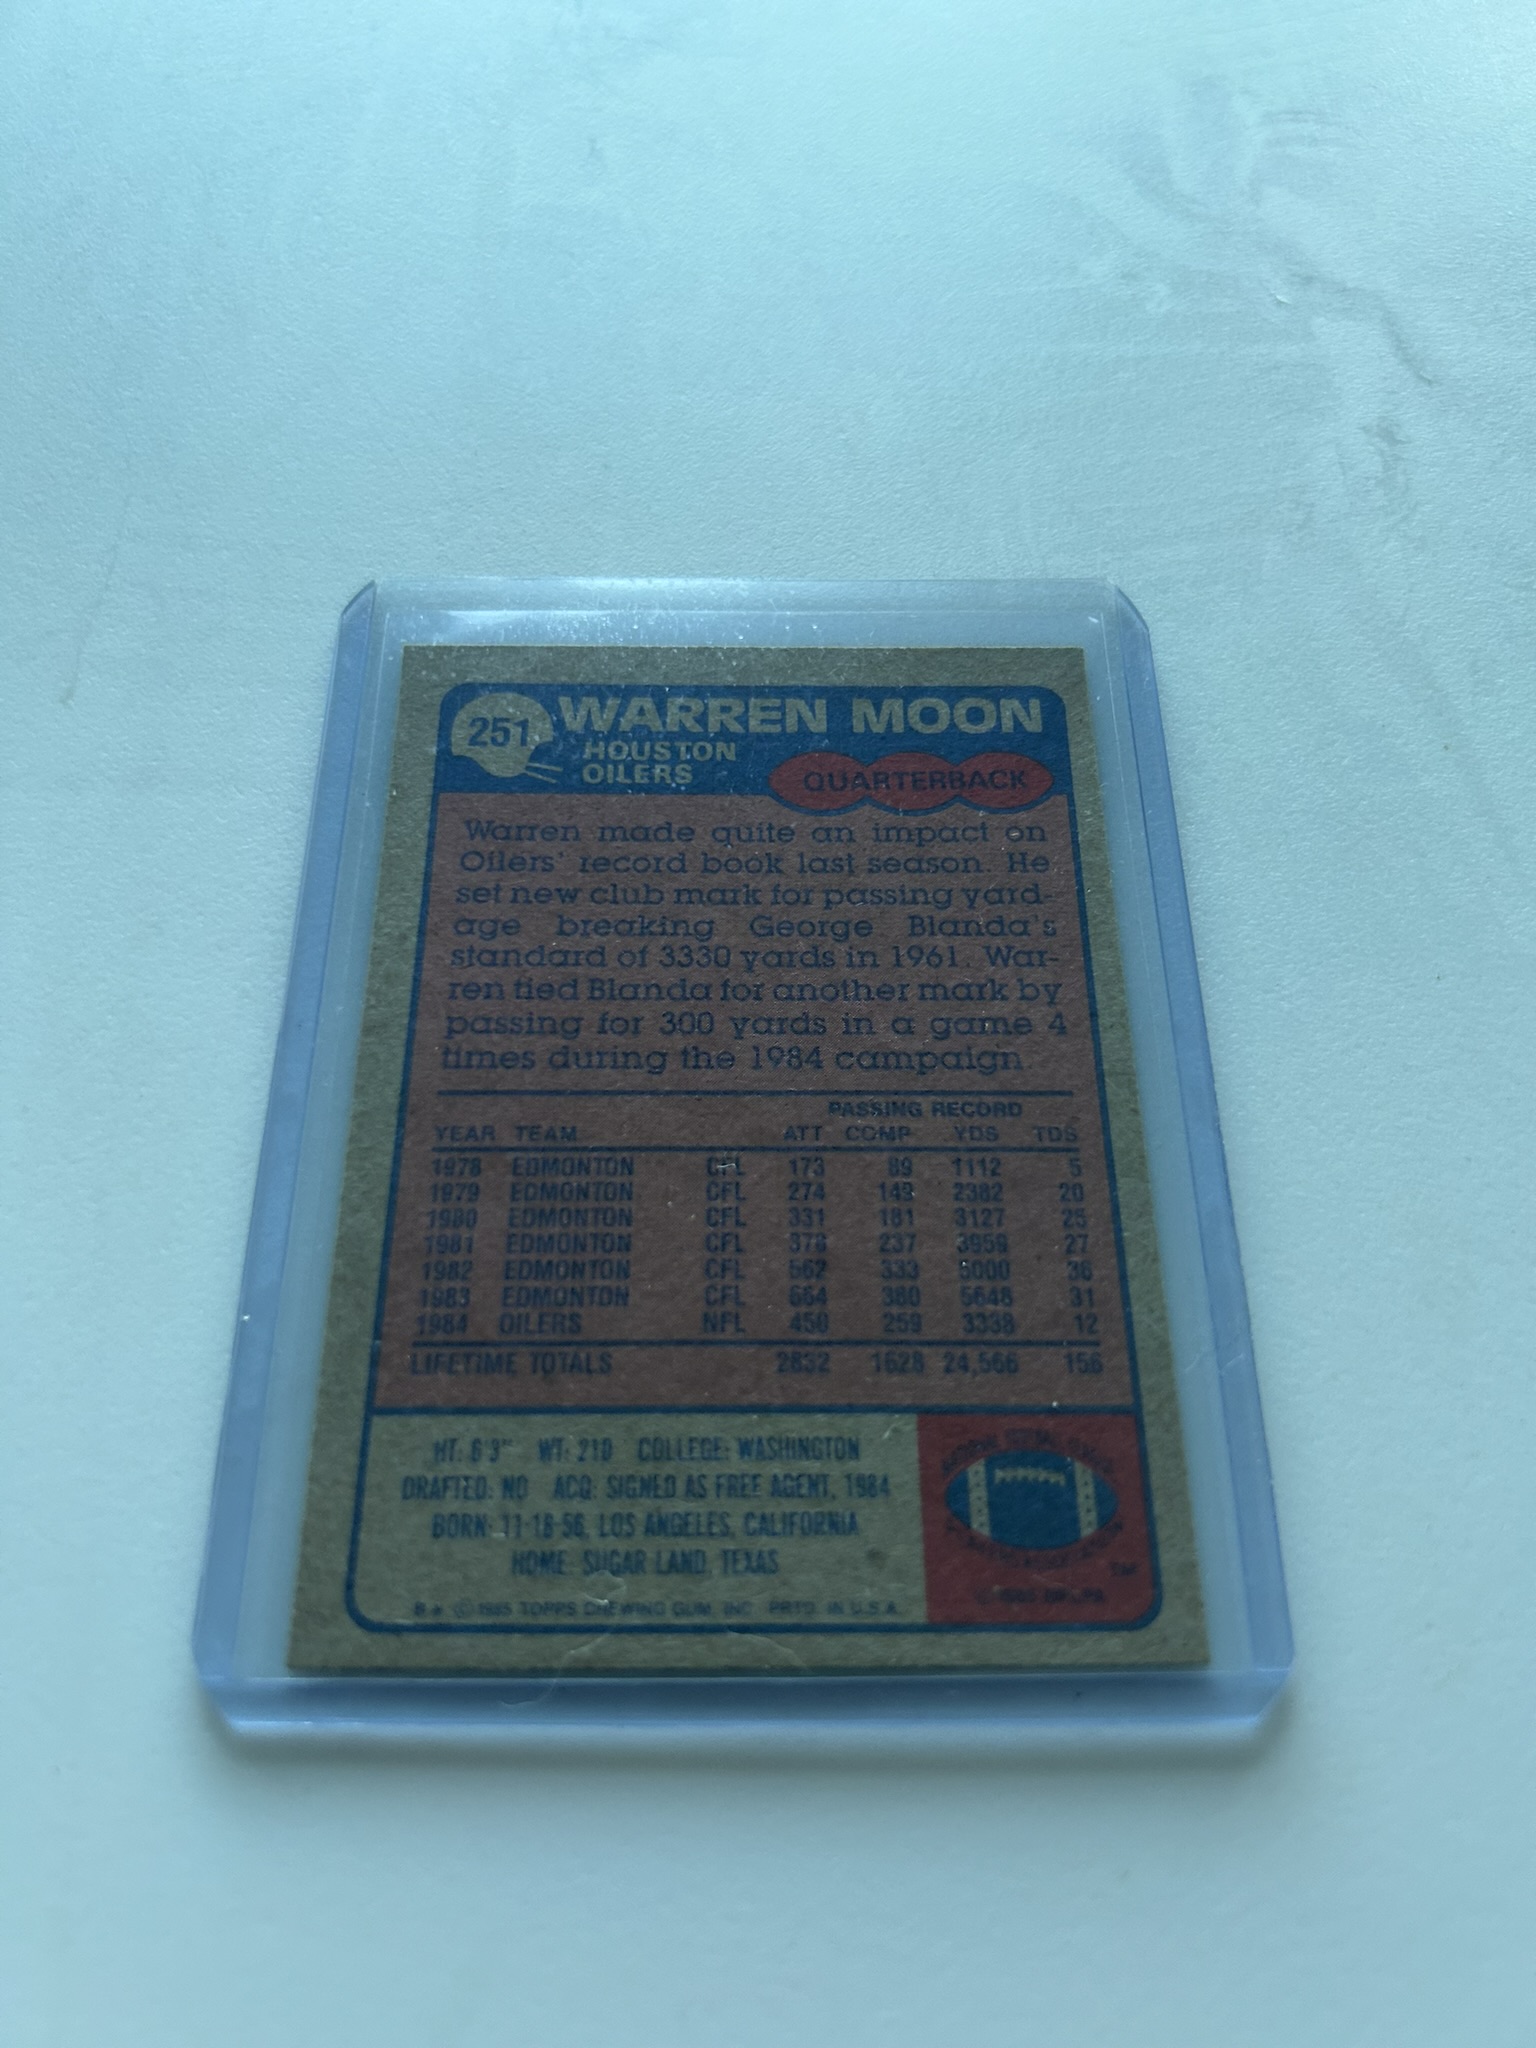 251
WARREN MOON
HOUSTON
OILERS
QUARTERBACK
Warren made quite an impact on
Oilers' record book last season. He
set new club mark for passing yard-
age breaking George Blanda's
standard of 3330 yards in 1961. War-
ren tied Blanda for another mark by
passing for 300 yards in a game 4
times during the 1984 campaign.
PASSING RECORD
YEAR TEAM ATT COMP YDS TDS
1978 EDMONTON CFL 173 89 1112 5
1979 EDMONTON CFL 274 149 2382 20
1980 EDMONTON CFL 331 181 3127 25
1981 EDMONTON CFL 378 237 3959 27
1982 EDMONTON CFL 562 333 5000 36
1983 EDMONTON CFL 664 380 5648 31
1984 OILERS NFL 450 259 3338 12
LIFETIME TOTALS 2832 1628 24,566 156
HT: 6'3" WT: 210 COLLEGE: WASHINGTON
DRAFTED: NO ACQ: SIGNED AS FREE AGENT, 1984
BORN: 11-18-56, LOS ANGELES, CALIFORNIA
HOME: SUGAR LAND, TEXAS
B* © 1985 TOPPS CHEWING GUM, INC. PRTD. IN U.S.A.
TM